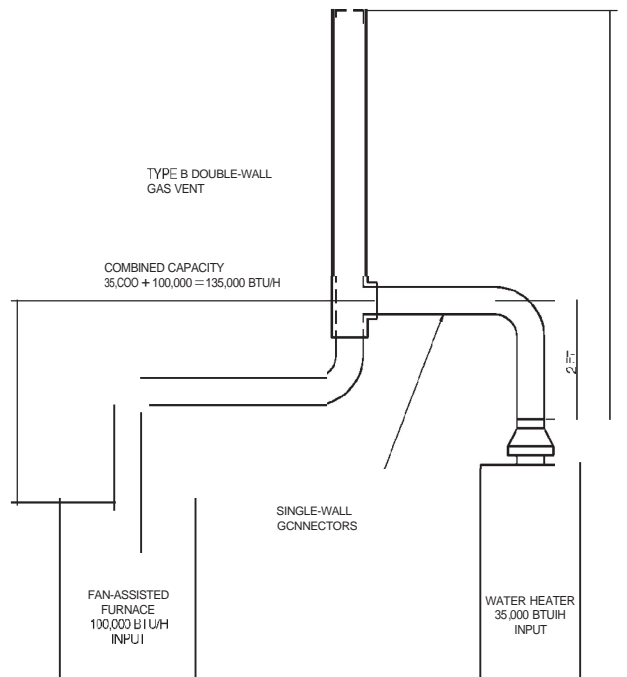 TYPE B DOUBLE-WALL
GAS VENT
COMBINED CAPACITY
35,COO + 100,000 = 135,000 BTU/H
2 FT
SINGLE-WALL
GCNNECTORS
FAN-ASSISTED
FURNACE
100,000 BTU/H
INPUT
WATER HEATER
35,000 BTUIH
INPUT